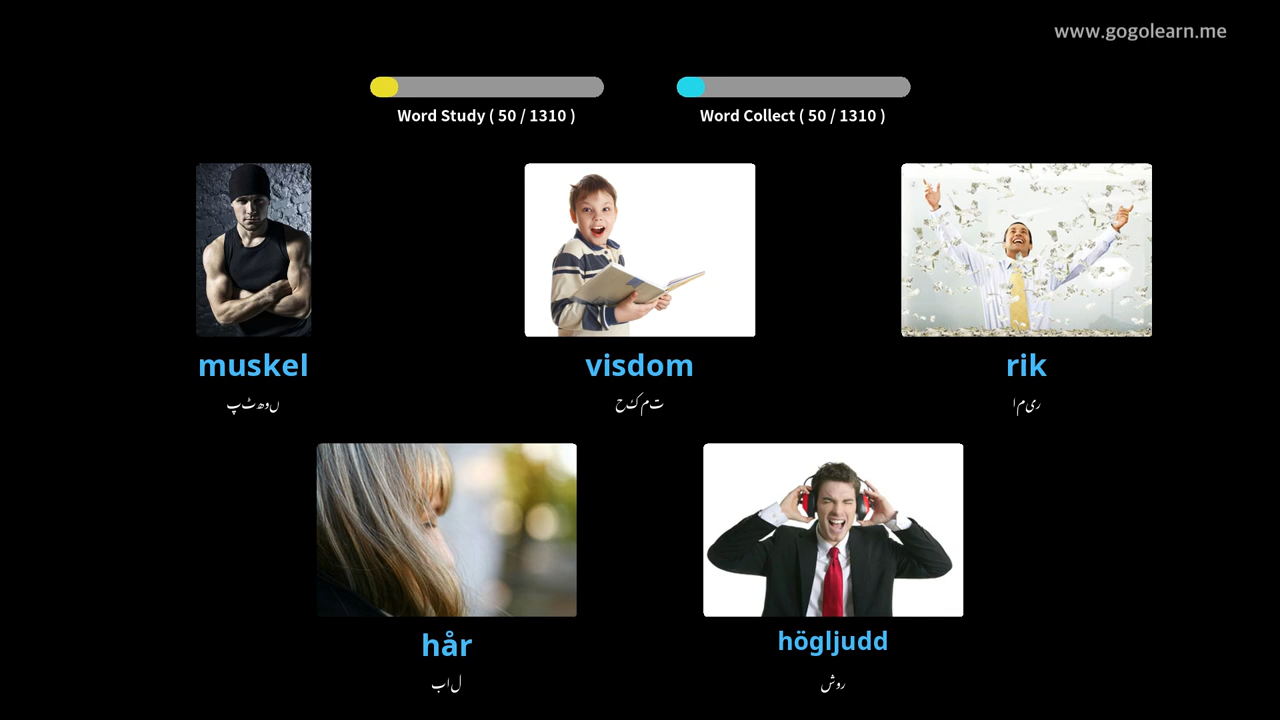 www.gogolearn.me
Word Study ( 50 / 1310 )
Word Collect ( 50 / 1310 )
muskel
پٹھوں
visdom
حکمت
rik
امیر
hår
بال
högljudd
شور